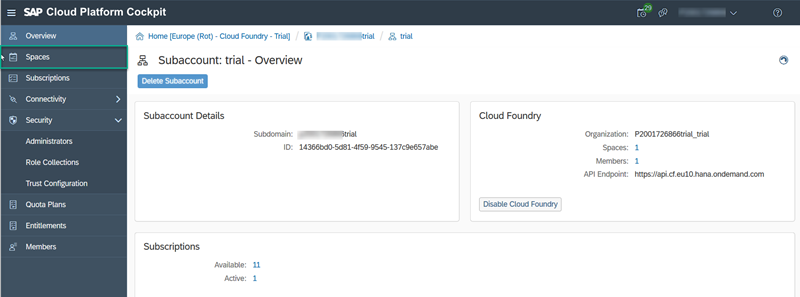 SAP Cloud Platform Cockpit
29
Overview
Spaces
Subscriptions
Connectivity
Security
Administrators
Role Collections
Trust Configuration
Quota Plans
Entitlements
Members
Home [Europe (Rot) - Cloud Foundry - Trial] / trial / trial
Subaccount: trial - Overview
Delete Subaccount
Subaccount Details
Subdomain: trial
ID: 14366bd0-5d81-4f59-9545-137c9e657abe
Cloud Foundry
Organization: P2001726866trial_trial
Spaces: 1
Members: 1
API Endpoint: https://api.cf.eu10.hana.ondemand.com
Disable Cloud Foundry
Subscriptions
Available: 11
Active: 1